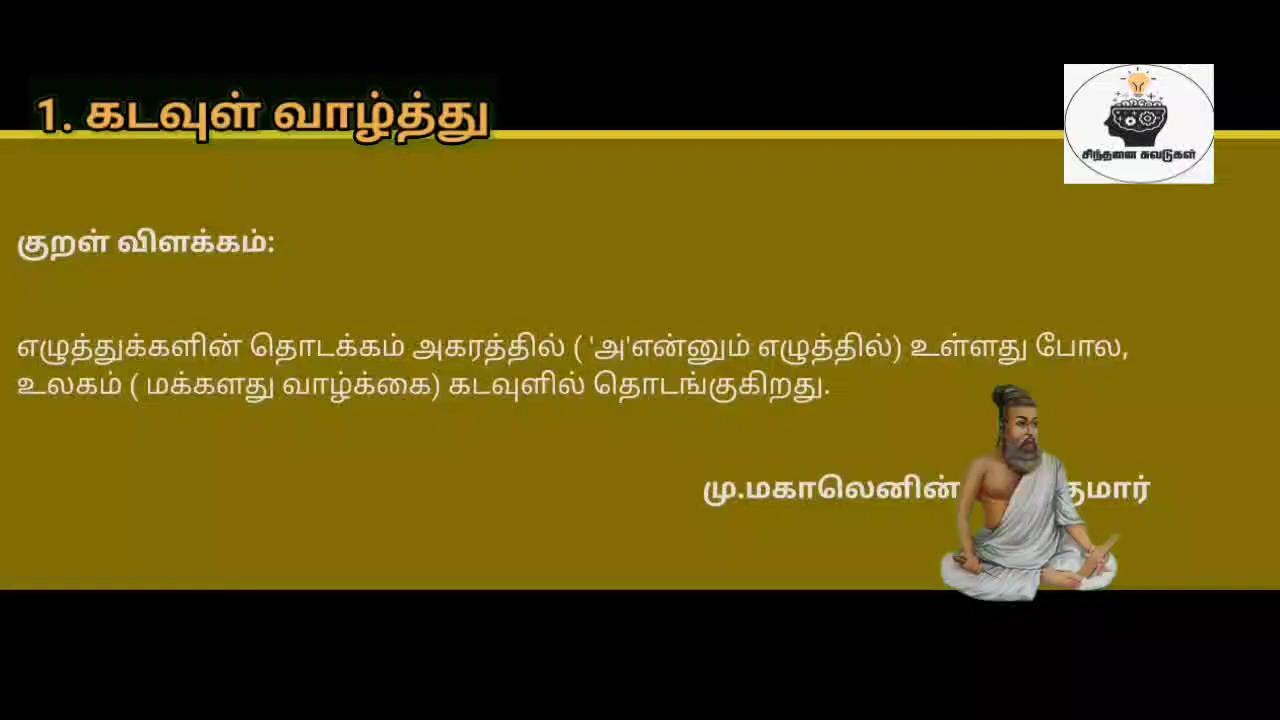 1. கடவுள் வாழ்த்து
சிந்தனை சுவடுகள்
குறள் விளக்கம்:
எழுத்துக்களின் தொடக்கம் அகரத்தில் ( 'அ'என்னும் எழுத்தில்) உள்ளது போல,
உலகம் ( மக்களது வாழ்க்கை) கடவுளில் தொடங்குகிறது.
மு.மகாலெனின்